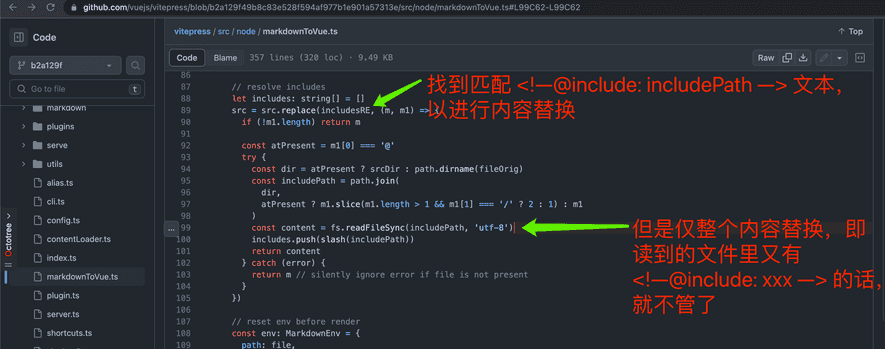 github.com/vuejs/vitepress/blob/b2a129f49b8c83e528f594af977b1e901a57313e/src/node/markdownToVue.ts#L99C62-L99C62
Code
b2a129f
Go to file
t
markdown
plugins
serve
utils
alias.ts
cli.ts
config.ts
contentLoader.ts
index.ts
markdownToVue.ts
plugin.ts
server.ts
shortcuts.ts
Octotree
vitepress / src / node / markdownToVue.ts
Top
Code Blame 357 lines (320 loc) · 9.49 KB
Raw
86
87 // resolve includes
88 let includes: string[] = []
89 src = src.replace(includesRE, (m, m1) => {
90 if (!m1.length) return m
91
92 const atPresent = m1[0] === '@'
93 try {
94 const dir = atPresent ? srcDir : path.dirname(fileOrig)
95 const includePath = path.join(
96 dir,
97 atPresent ? m1.slice(m1.length > 1 && m1[1] === '/' ? 2 : 1) : m1
98 )
99 const content = fs.readFileSync(includePath, 'utf-8')
100 includes.push(slash(includePath))
101 return content
102 } catch (error) {
103 return m // silently ignore error if file is not present
104 }
105 })
106
107 // reset env before render
108 const env: MarkdownEnv = {
109 path: file,
找到匹配 <!—@include: includePath —> 文本，
以进行内容替换
但是仅整个内容替换，即
读到的文件里又有
<!—@include: xxx —> 的话，
就不管了